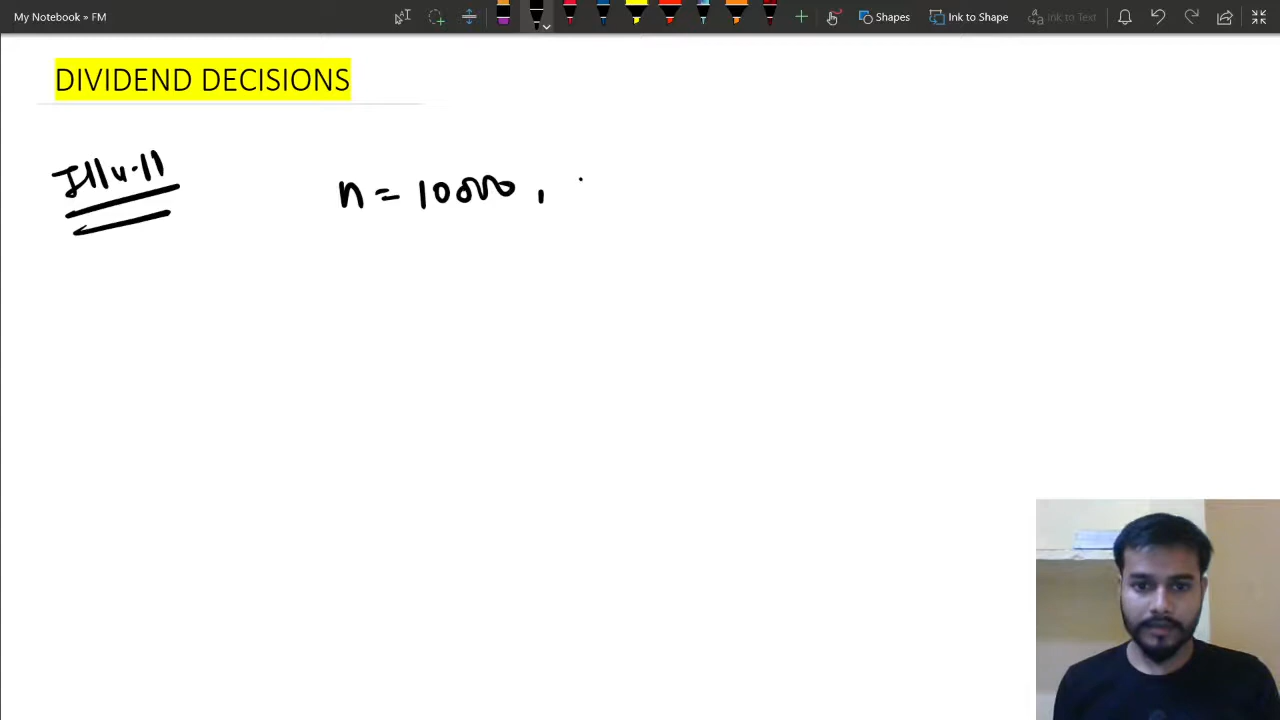 My Notebook » FM
Shapes
Ink to Shape
Ink to Text
DIVIDEND DECISIONS
Illu-11
n = 10000 ,